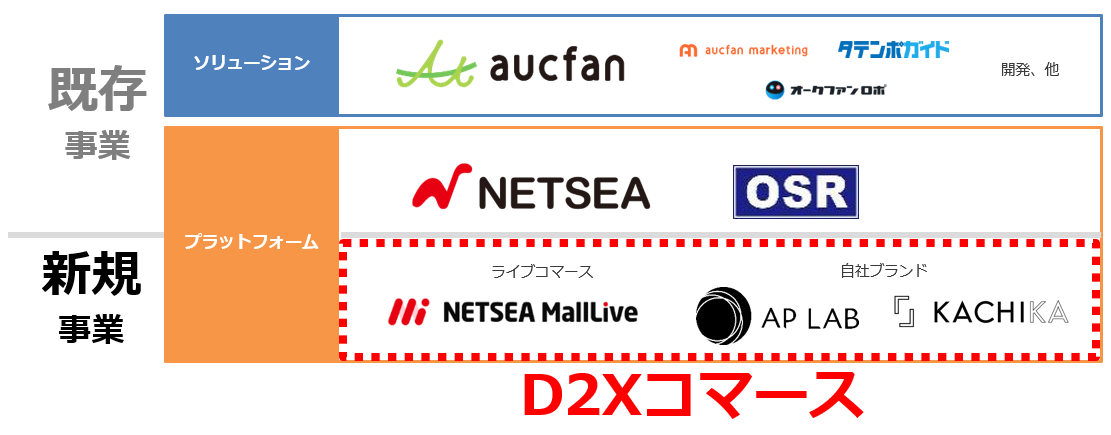 既存
事業
ソリューション
aucfan
aucfan marketing
タテンポガイド
オークファン ロボ
開発、他
プラットフォーム
NETSEA
OSR
新規
事業
ライブコマース
NETSEA MallLive
自社ブランド
AP LAB
KACHIKA
D2Xコマース